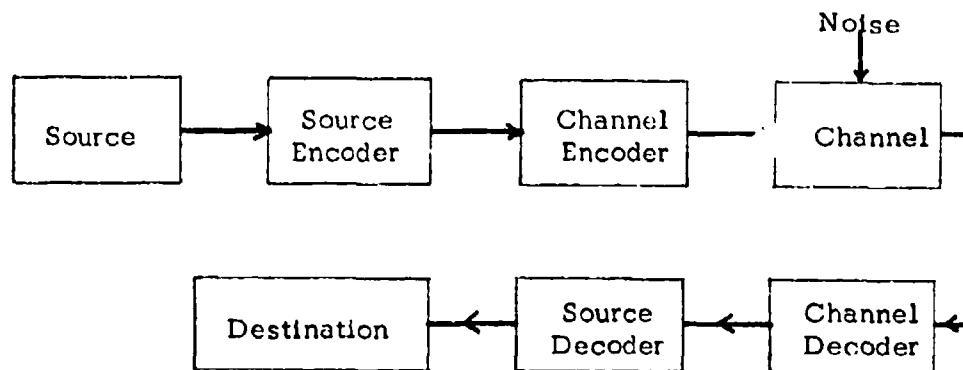 Noise
Source
Source
Encoder
Channel
Encoder
Channel
Destination
Source
Decoder
Channel
Decoder